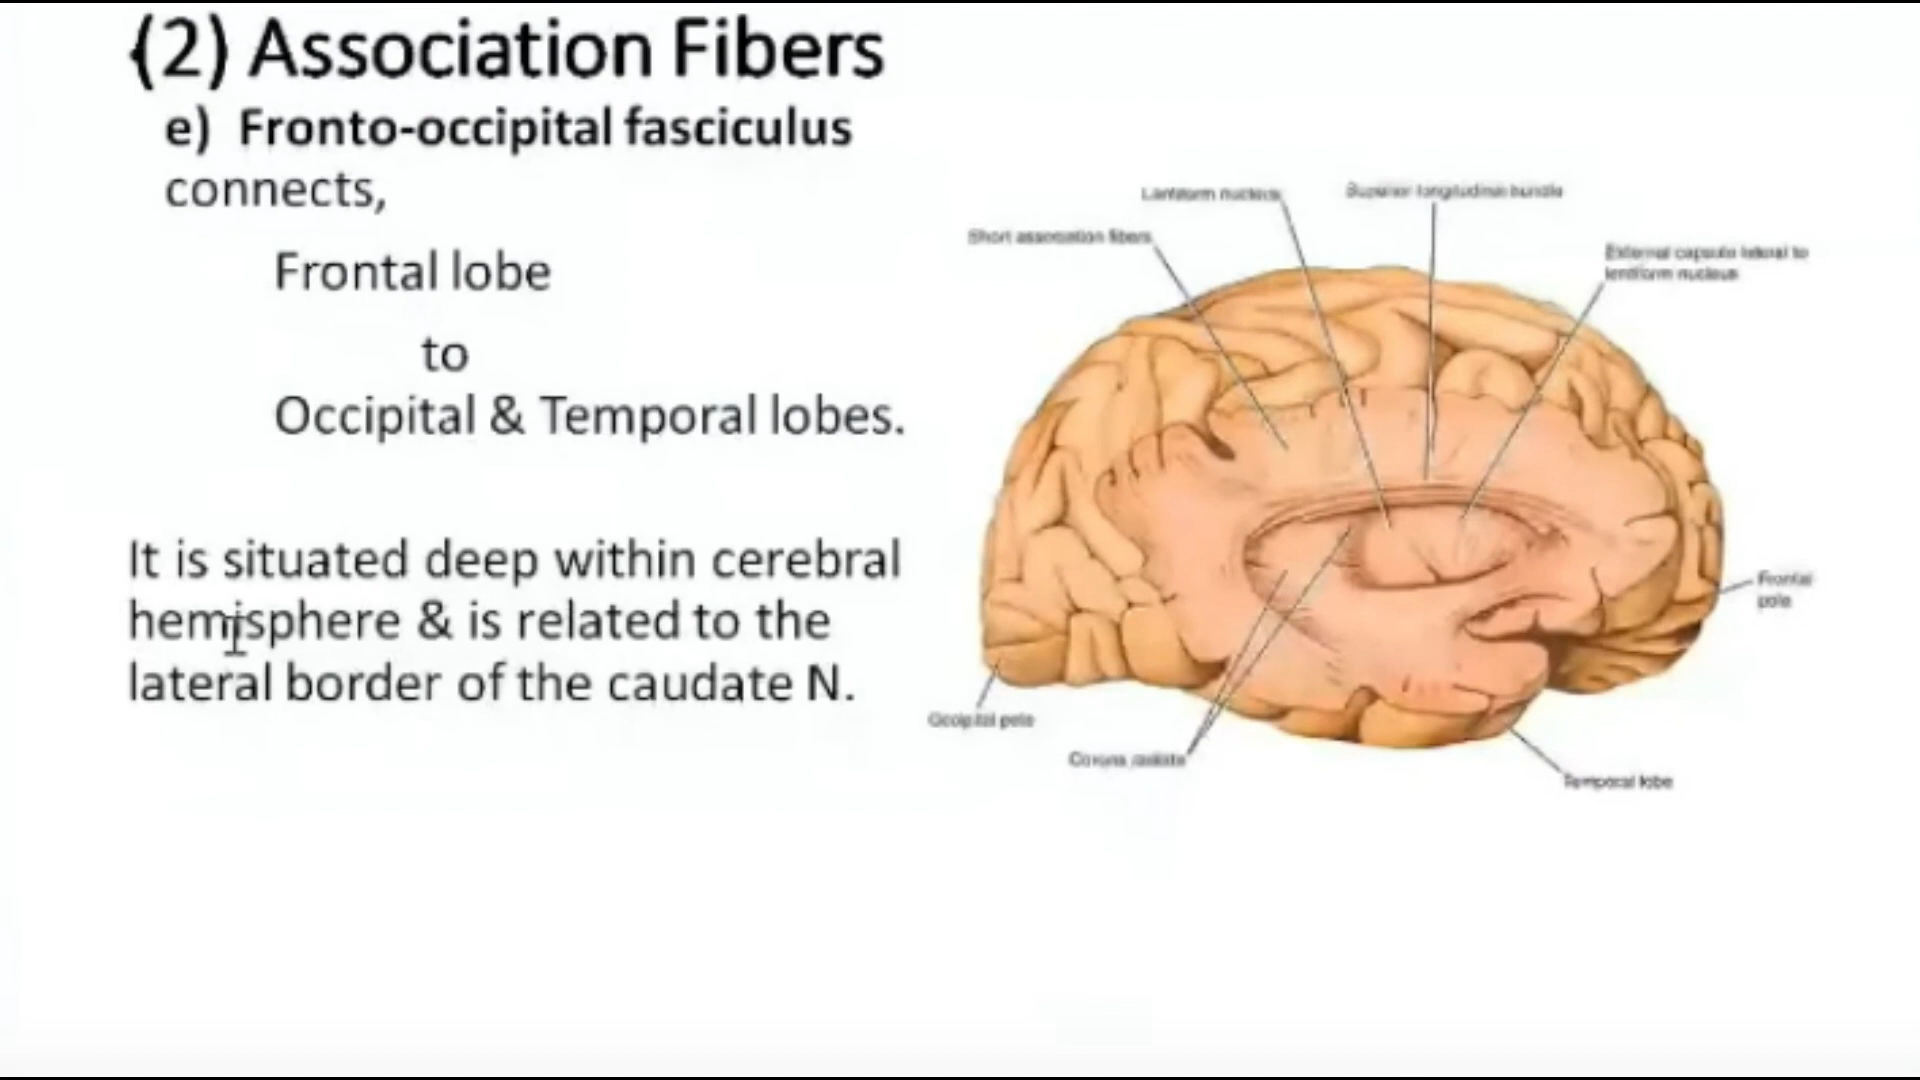 (2) Association Fibers
e) Fronto-occipital fasciculus
connects,
Frontal lobe
to
Occipital & Temporal lobes.
It is situated deep within cerebral
hemisphere & is related to the
lateral border of the caudate N.
Lentiform nucleus
Superior longitudinal bundle
Short association fibers
External capsule lateral to
lentiform nucleus
Frontal
pole
Occipital pole
Corona radiata
Temporal lobe